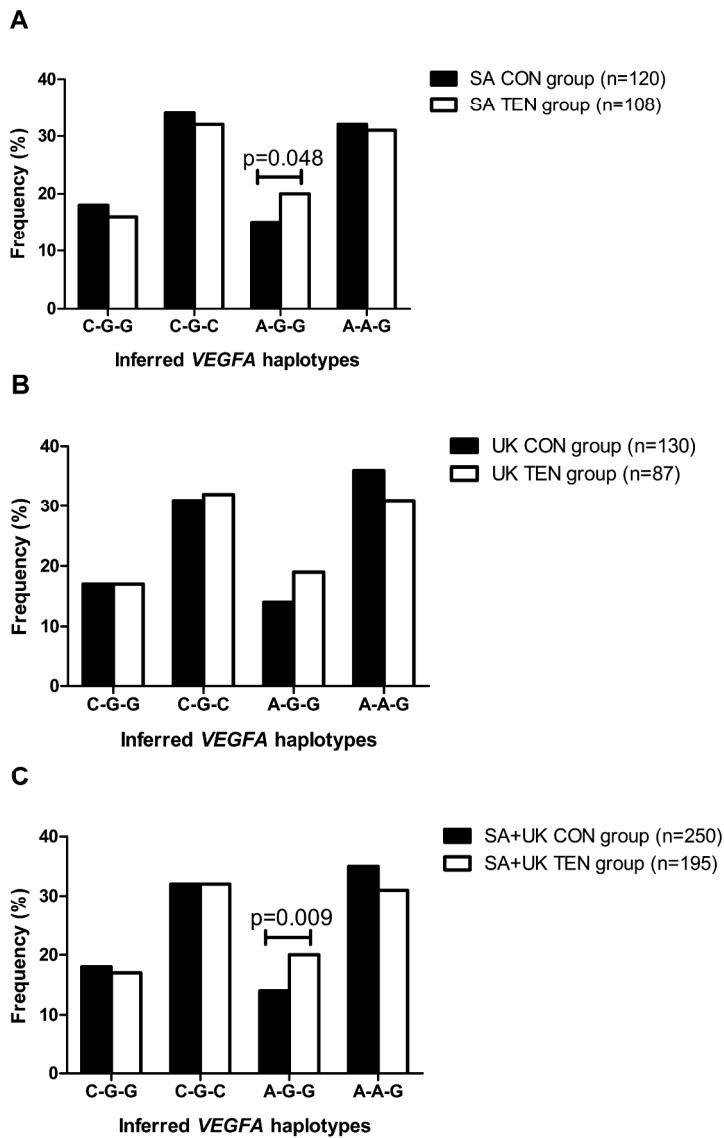 A
SA CON group (n=120)
SA TEN group (n=108)
Frequency (%)
40
30
20
10
0
p=0.048
C-G-G C-G-C A-G-G A-A-G
Inferred VEGFA haplotypes
B
UK CON group (n=130)
UK TEN group (n=87)
Frequency (%)
40
30
20
10
0
C-G-G C-G-C A-G-G A-A-G
Inferred VEGFA haplotypes
C
SA+UK CON group (n=250)
SA+UK TEN group (n=195)
Frequency (%)
40
30
20
10
0
p=0.009
C-G-G C-G-C A-G-G A-A-G
Inferred VEGFA haplotypes